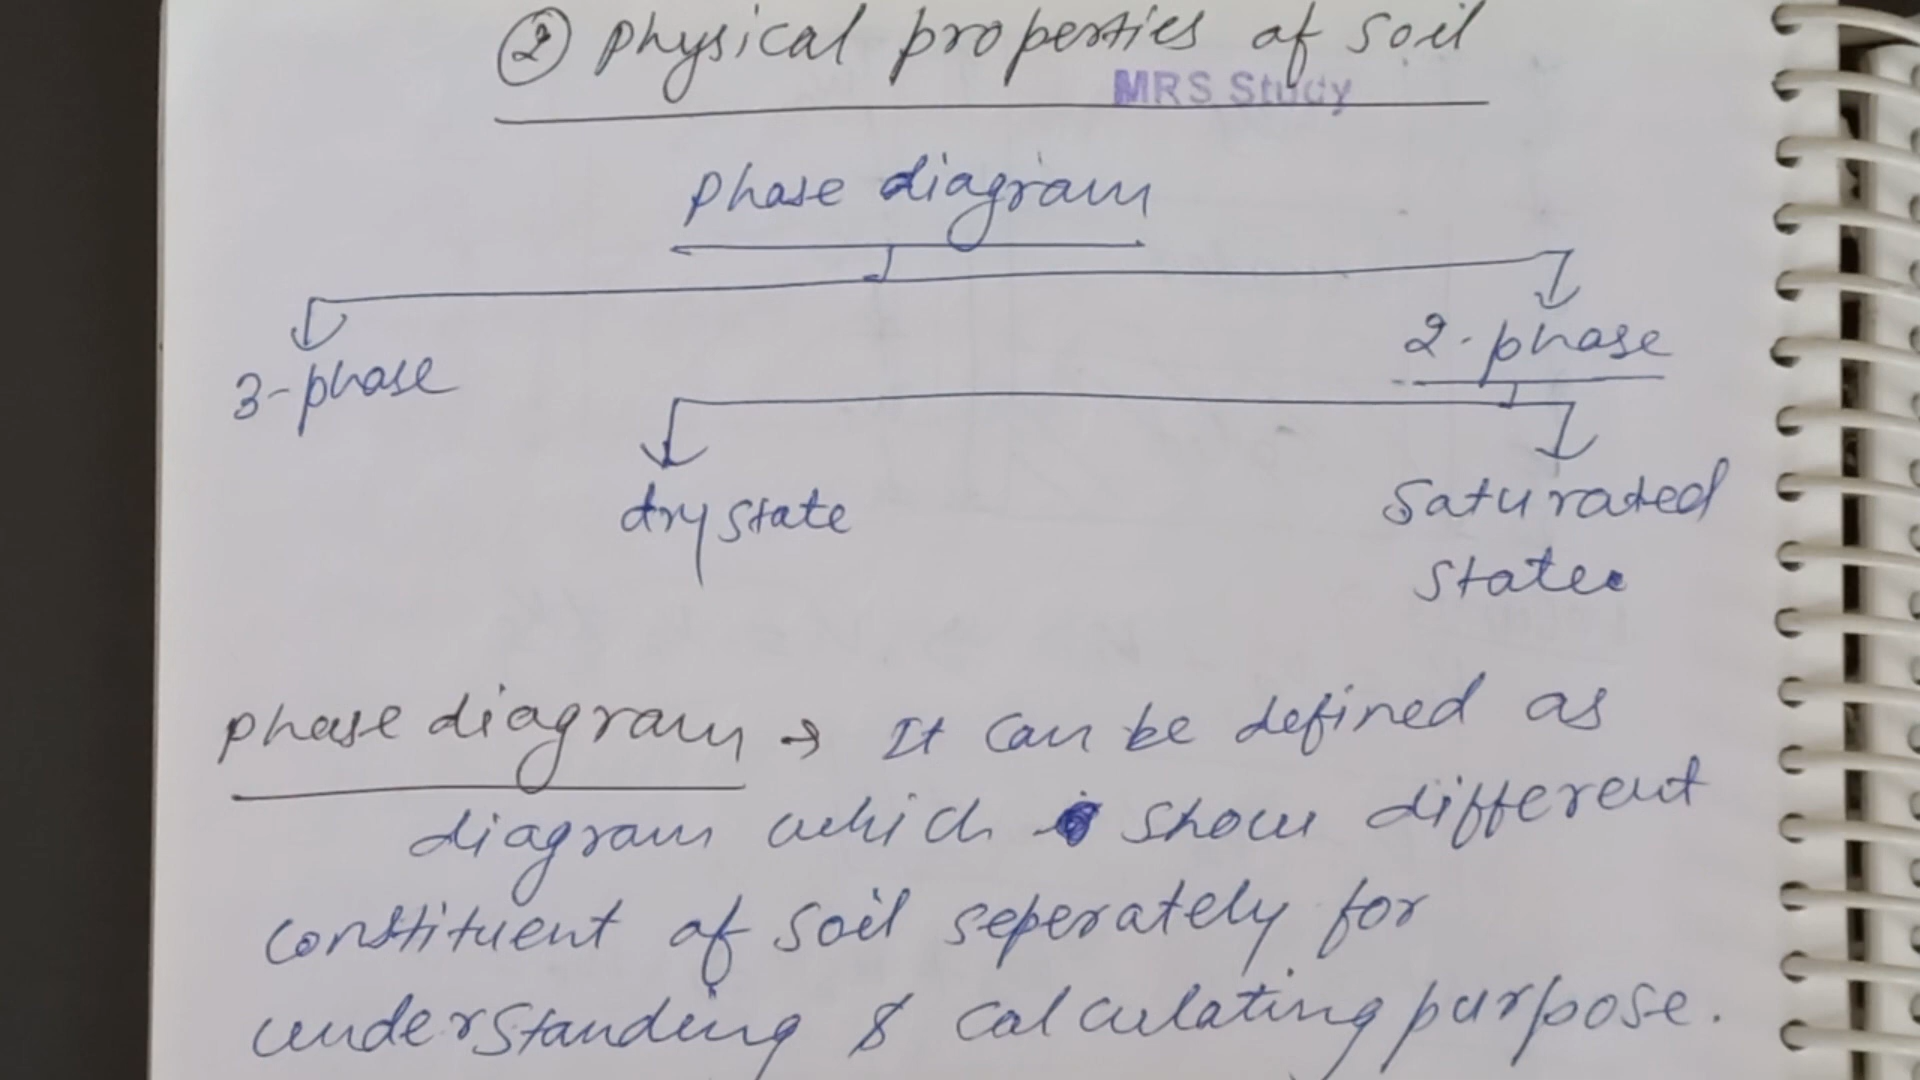 ② physical properties of soil
MRS Study
phase diagram
3-phase
2-phase
dry state
Saturated
state.
phase diagram → It can be defined as
diagram which show different
constituent of soil seperately for
understanding & calculating purpose.